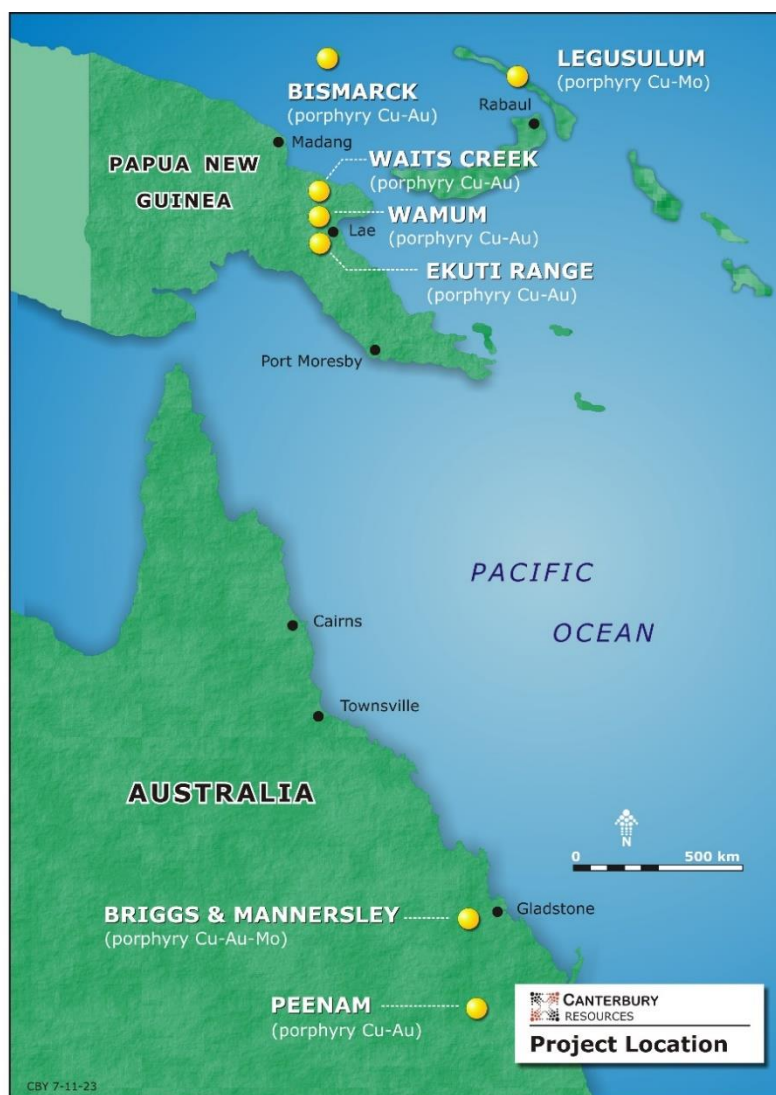 LEGUSULUM
(porphyry Cu-Mo)
BISMARCK
(porphyry Cu-Au)
Rabaul
Madang
PAPUA NEW
GUINEA
WAITS CREEK
(porphyry Cu-Au)
WAMUM
(porphyry Cu-Au)
Lae
EKUTI RANGE
(porphyry Cu-Au)
Port Moresby
PACIFIC
OCEAN
Cairns
Townsville
AUSTRALIA
N
0 500 km
BRIGGS & MANNERSLEY
(porphyry Cu-Au-Mo)
Gladstone
PEENAM
(porphyry Cu-Au)
CANTERBURY
RESOURCES
Project Location
CBY 7-11-23